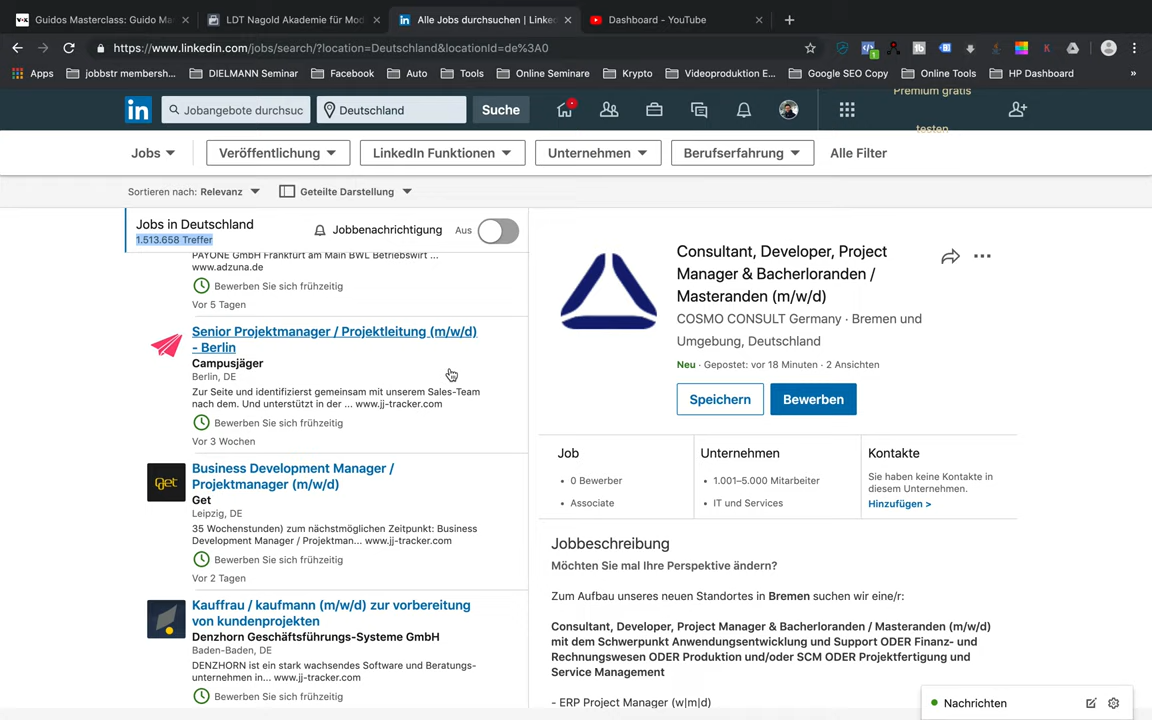 Guidos Masterclass: Guido Ma
LDT Nagold Akademie für Mod
Alle Jobs durchsuchen | Linke
Dashboard - YouTube
https://www.linkedin.com/jobs/search/?location=Deutschland&locationId=de%3A0
Apps
jobbstr membersh...
DIELMANN Seminar
Facebook
Auto
Tools
Online Seminare
Krypto
Videoproduktion E...
Google SEO Copy
Online Tools
HP Dashboard
»
in
Jobangebote durchsuc
Deutschland
Suche
Premium gratis
testen
Jobs
Veröffentlichung
LinkedIn Funktionen
Unternehmen
Berufserfahrung
Alle Filter
Sortieren nach: Relevanz
Geteilte Darstellung
Jobs in Deutschland
1.513.658 Treffer
Jobbenachrichtigung
Aus
PAYONE GmbH Frankfurt am Main BWL Betriebswirt ...
www.adzuna.de
Bewerben Sie sich frühzeitig
Vor 5 Tagen
Senior Projektmanager / Projektleitung (m/w/d)
- Berlin
Campusjäger
Berlin, DE
Zur Seite und identifizierst gemeinsam mit unserem Sales-Team
nach dem. Und unterstützt in der ... www.jj-tracker.com
Bewerben Sie sich frühzeitig
Vor 3 Wochen
Get
Business Development Manager /
Projektmanager (m/w/d)
Get
Leipzig, DE
35 Wochenstunden) zum nächstmöglichen Zeitpunkt: Business
Development Manager / Projektman... www.jj-tracker.com
Bewerben Sie sich frühzeitig
Vor 2 Tagen
Kauffrau / kaufmann (m/w/d) zur vorbereitung
von kundenprojekten
Denzhorn Geschäftsführungs-Systeme GmbH
Baden-Baden, DE
DENZHORN ist ein stark wachsendes Software und Beratungs-
unternehmen in... www.jj-tracker.com
Bewerben Sie sich frühzeitig
Consultant, Developer, Project
Manager & Bacherloranden /
Masteranden (m/w/d)
COSMO CONSULT Germany · Bremen und
Umgebung, Deutschland
Neu · Gepostet: vor 18 Minuten · 2 Ansichten
Speichern
Bewerben
Job
• 0 Bewerber
• Associate
Unternehmen
• 1.001–5.000 Mitarbeiter
• IT und Services
Kontakte
Sie haben keine Kontakte in
diesem Unternehmen.
Hinzufügen >
Jobbeschreibung
Möchten Sie mal Ihre Perspektive ändern?
Zum Aufbau unseres neuen Standortes in Bremen suchen wir eine/r:
Consultant, Developer, Project Manager & Bacherloranden / Masteranden (m/w/d)
mit dem Schwerpunkt Anwendungsentwicklung und Support ODER Finanz- und
Rechnungswesen ODER Produktion und/oder SCM ODER Projektfertigung und
Service Management
- ERP Project Manager (w|m|d)
Nachrichten